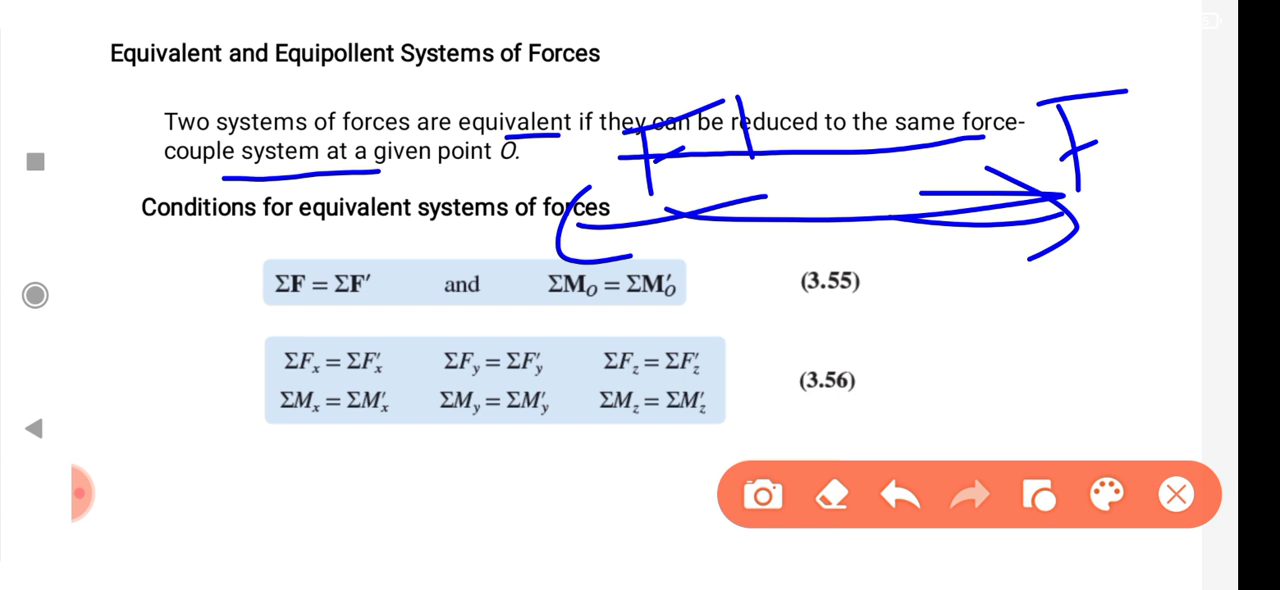 Equivalent and Equipollent Systems of Forces
Two systems of forces are equivalent if they can be reduced to the same force-
couple system at a given point O.
F F
Conditions for equivalent systems of forces
ΣF = ΣF′ and ΣM_O = ΣM′_O (3.55)
ΣF_x = ΣF′_x ΣF_y = ΣF′_y ΣF_z = ΣF′_z
(3.56)
ΣM_x = ΣM′_x ΣM_y = ΣM′_y ΣM_z = ΣM′_z